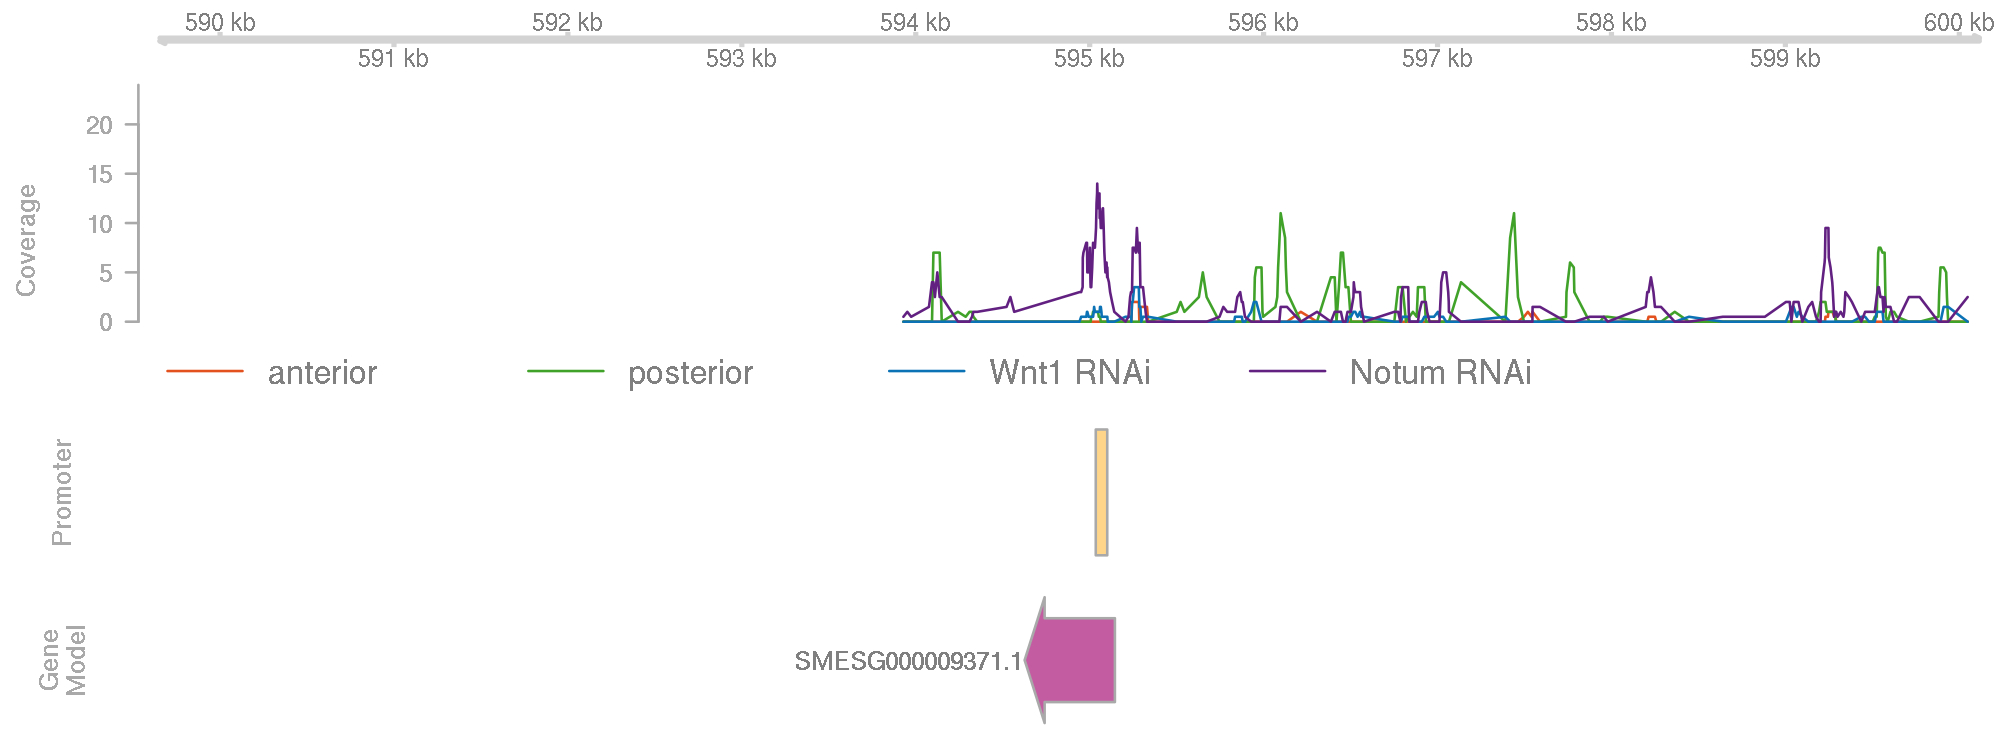 590 kb 592 kb 594 kb 596 kb 598 kb 600 kb
591 kb 593 kb 595 kb 597 kb 599 kb
Coverage
20
15
10
5
0
anterior posterior Wnt1 RNAi Notum RNAi
Promoter
Gene
Model
SMESG000009371.1